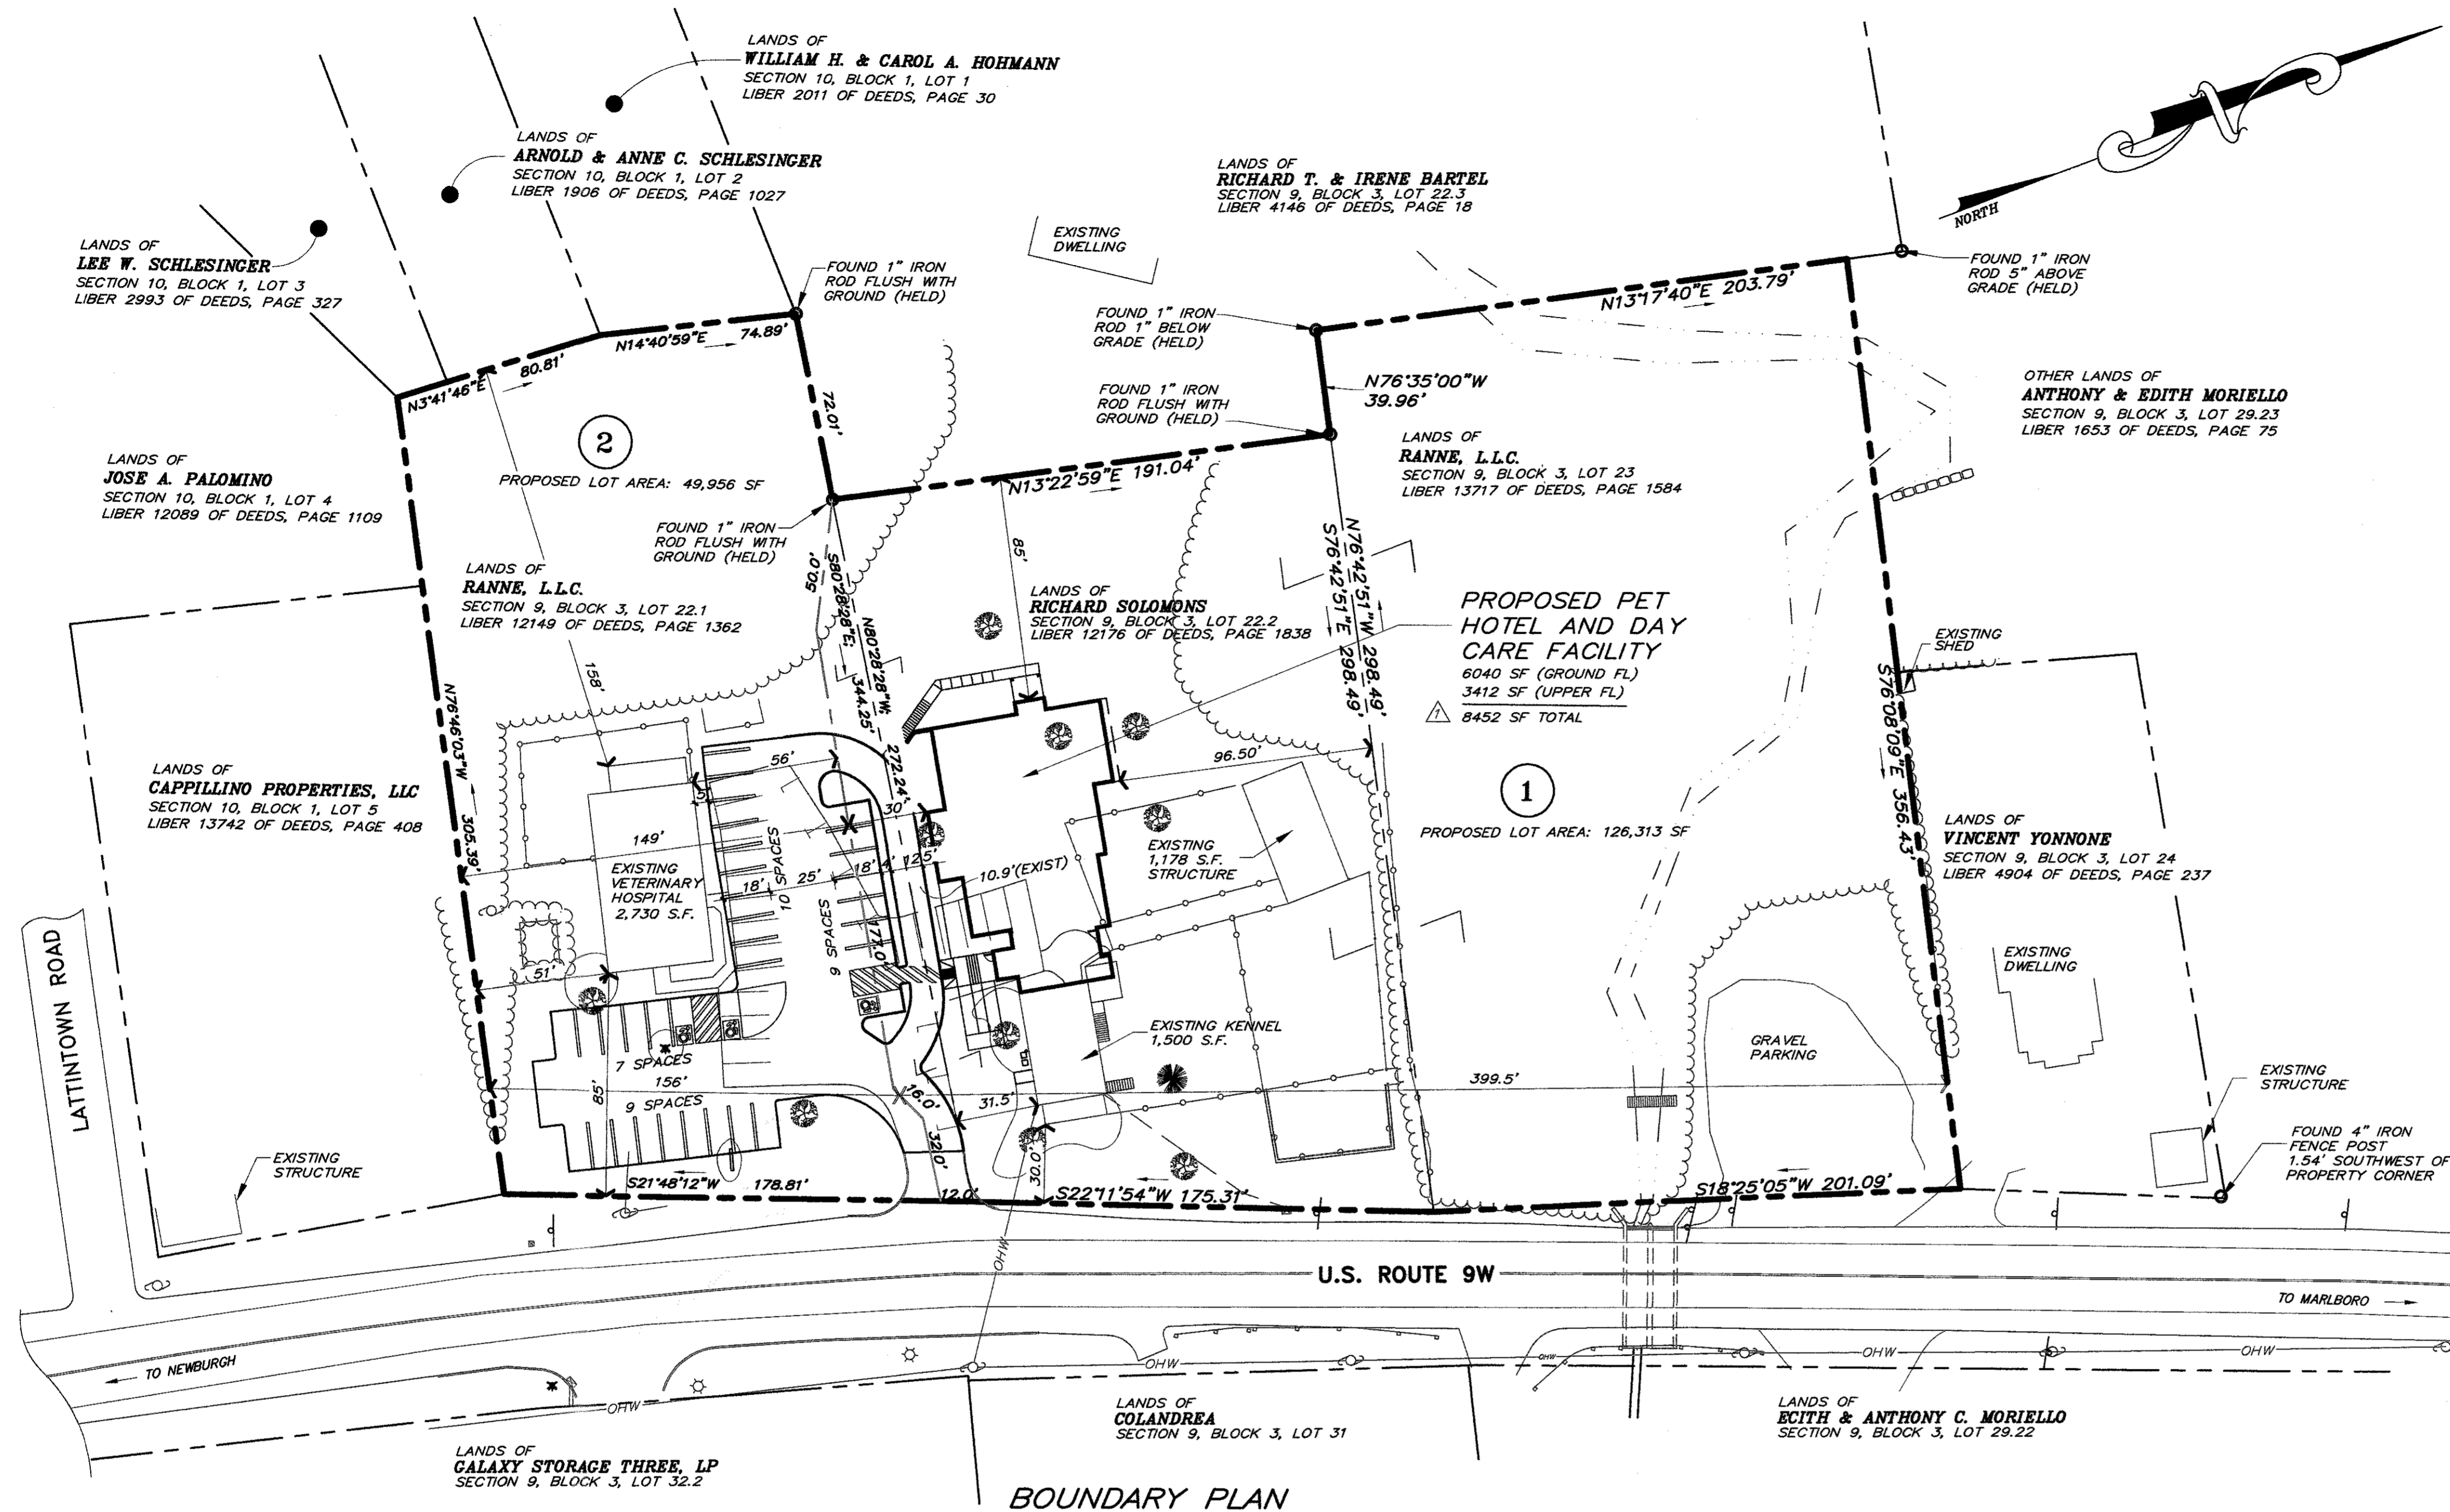 LANDS OF
WILLIAM H. & CAROL A. HOHMANN
SECTION 10, BLOCK 1, LOT 1
LIBER 2011 OF DEEDS, PAGE 30
LANDS OF
ARNOLD & ANNE C. SCHLESINGER
SECTION 10, BLOCK 1, LOT 2
LIBER 1906 OF DEEDS, PAGE 1027
LANDS OF
LEE W. SCHLESINGER
SECTION 10, BLOCK 1, LOT 3
LIBER 2993 OF DEEDS, PAGE 327
LANDS OF
RICHARD T. & IRENE BARTEL
SECTION 9, BLOCK 3, LOT 22.3
LIBER 4146 OF DEEDS, PAGE 18
EXISTING
DWELLING
N
NORTH
FOUND 1" IRON
ROD FLUSH WITH
GROUND (HELD)
FOUND 1" IRON
ROD 1" BELOW
GRADE (HELD)
FOUND 1" IRON
ROD 5" ABOVE
GRADE (HELD)
N13°17'40"E 203.79'
N14°40'59"E 74.89'
N3°41'46"E 80.81'
72.01'
FOUND 1" IRON
ROD FLUSH WITH
GROUND (HELD)
N76°35'00"W
39.96'
OTHER LANDS OF
ANTHONY & EDITH MORIELLO
SECTION 9, BLOCK 3, LOT 29.23
LIBER 1653 OF DEEDS, PAGE 75
2
PROPOSED LOT AREA: 49,956 SF
LANDS OF
JOSE A. PALOMINO
SECTION 10, BLOCK 1, LOT 4
LIBER 12089 OF DEEDS, PAGE 1109
N13°22'59"E 191.04'
LANDS OF
RANNE, L.L.C.
SECTION 9, BLOCK 3, LOT 23
LIBER 13717 OF DEEDS, PAGE 1584
FOUND 1" IRON
ROD FLUSH WITH
GROUND (HELD)
85'
50.0'
S80°28'28"E; 344.25'
N80°28'28"W; 272.24'
N76°42'51"W 298.49'
S76°42'51"E 298.49'
LANDS OF
RANNE, L.L.C.
SECTION 9, BLOCK 3, LOT 22.1
LIBER 12149 OF DEEDS, PAGE 1362
LANDS OF
RICHARD SOLOMONS
SECTION 9, BLOCK 3, LOT 22.2
LIBER 12176 OF DEEDS, PAGE 1838
PROPOSED PET
HOTEL AND DAY
CARE FACILITY
6040 SF (GROUND FL)
3412 SF (UPPER FL)
1 8452 SF TOTAL
EXISTING
SHED
S76°08'09"E 356.43'
158'
N76°46'03"W 305.39'
LANDS OF
CAPPILLINO PROPERTIES, LLC
SECTION 10, BLOCK 1, LOT 5
LIBER 13742 OF DEEDS, PAGE 408
56'
5'
30'
96.50'
1
PROPOSED LOT AREA: 126,313 SF
LANDS OF
VINCENT YONNONE
SECTION 9, BLOCK 3, LOT 24
LIBER 4904 OF DEEDS, PAGE 237
149'
EXISTING
VETERINARY
HOSPITAL
2,730 S.F.
10 SPACES
18' 25' 18' 4' 12.5'
10.9'(EXIST)
EXISTING
1,178 S.F.
STRUCTURE
9 SPACES
177.0'
51'
EXISTING
DWELLING
LATTINTOWN ROAD
EXISTING KENNEL
1,500 S.F.
GRAVEL
PARKING
7 SPACES
156'
9 SPACES
85'
16.0'
31.5'
399.5'
32.0'
30.0'
EXISTING
STRUCTURE
EXISTING
STRUCTURE
FOUND 4" IRON
FENCE POST
1.54' SOUTHWEST OF
PROPERTY CORNER
S21°48'12"W 178.81'
12.0'
S22°11'54"W 175.31'
S18°25'05"W 201.09'
OHW
U.S. ROUTE 9W
TO MARLBORO
TO NEWBURGH
OHW
OHW
OHW
OHW
OHW
LANDS OF
GALAXY STORAGE THREE, LP
SECTION 9, BLOCK 3, LOT 32.2
LANDS OF
COLANDREA
SECTION 9, BLOCK 3, LOT 31
LANDS OF
ECITH & ANTHONY C. MORIELLO
SECTION 9, BLOCK 3, LOT 29.22
BOUNDARY PLAN